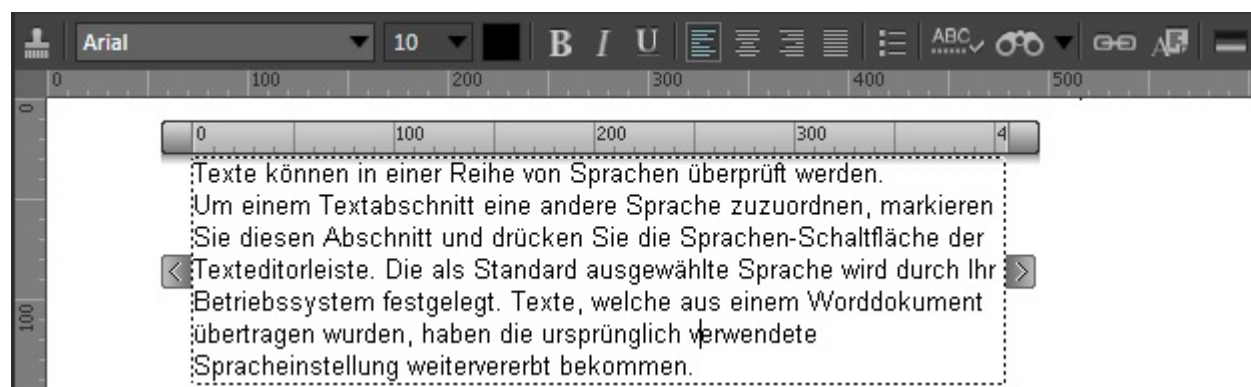 Arial 10 B I U ABC
0 100 200 300 400 500
0
0 100 200 300 4
Texte können in einer Reihe von Sprachen überprüft werden.
Um einem Textabschnitt eine andere Sprache zuzuordnen, markieren
Sie diesen Abschnitt und drücken Sie die Sprachen-Schaltfläche der
Texteditorleiste. Die als Standard ausgewählte Sprache wird durch Ihr
Betriebssystem festgelegt. Texte, welche aus einem Worddokument
100
übertragen wurden, haben die ursprünglich verwendete
Spracheinstellung weitervererbt bekommen.